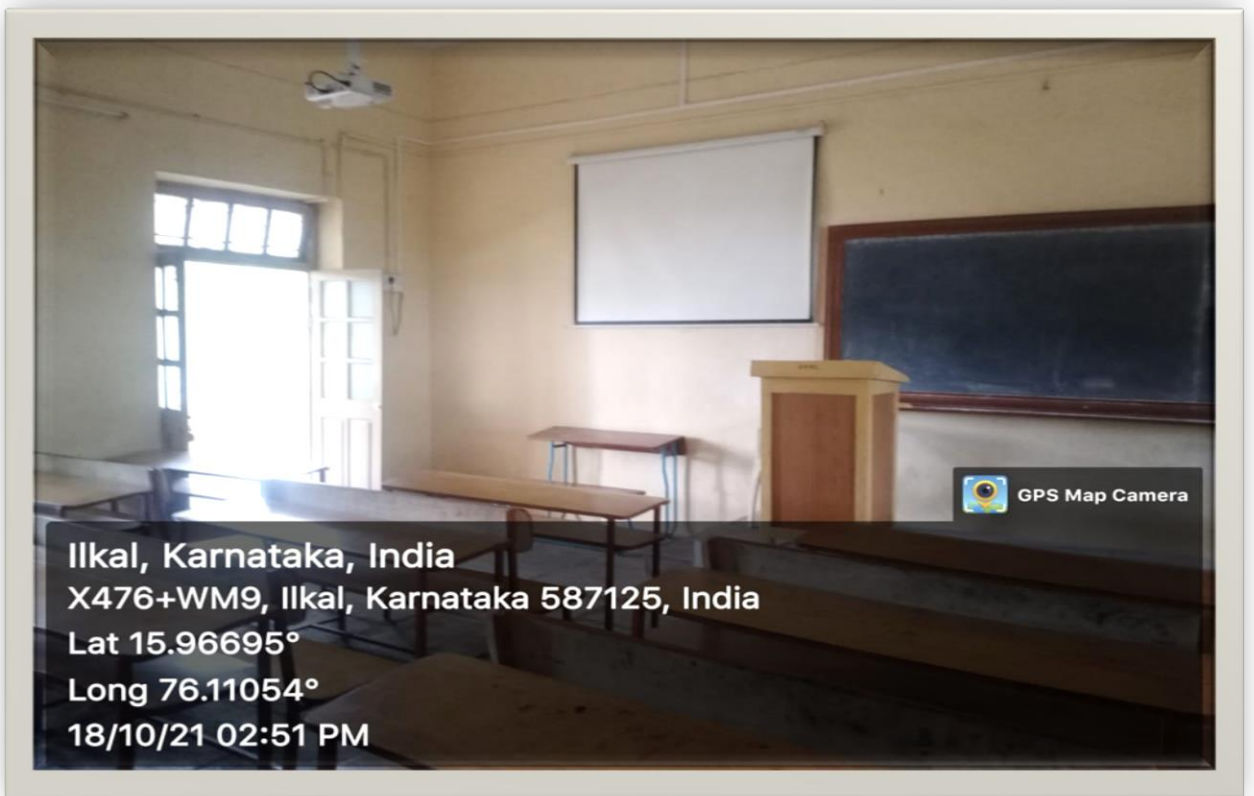 GPS Map Camera
Ilkal, Karnataka, India
X476+WM9, Ilkal, Karnataka 587125, India
Lat 15.96695°
Long 76.11054°
18/10/21 02:51 PM